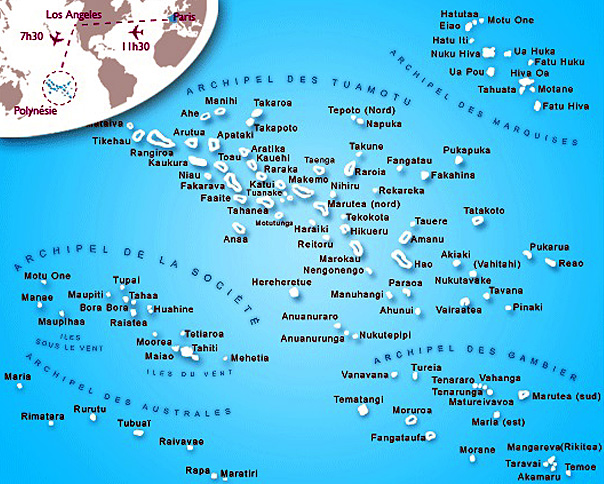 Los Angeles
Paris
7h30
11h30
Polynésie
Hatutaa
Eiao
Motu One
Hatu Iti
Nuku Hiva
Ua Huka
Fatu Huku
Ua Pou
Hiva Oa
Tahuata
Motane
Fatu Hiva
ARCHIPEL DES MARQUISES
ARCHIPEL DES TUAMOTU
Manihi
Takaroa
Ahe
Takapoto
Tepoto (Nord)
Napuka
Tikehau
Arutua
Apataki
Rangiroa
Aratika
Kaukura
Toau
Kauehi
Taenga
Takune
Fangatau
Pukapuka
Niau
Raraka
Raroia
Fakahina
Fakarava
Katui
Makemo
Nihiru
Rekareka
Faaite
Tuanake
Marutea (nord)
Tahanea
Motutunga
Tekokota
Tauere
Tatakoto
Anaa
Haraiki
Hikueru
Reitoru
Amanu
Marokau
Hao
Akiaki
(Vahitahi)
Pukarua
Reao
Nengonengo
Nukutavake
Hereheretue
Manuhangi
Paraoa
Tavana
Ahunui
Vairaatea
Pinaki
Anuanuraro
Anuanurunga
Nukutepipi
ARCHIPEL DE LA SOCIÉTÉ
Motu One
Tupai
Manae
Maupiti
Tahaa
Bora Bora
Huahine
Maupihaa
Raiatea
ILES
SOUS LE VENT
Moorea
Tetiaroa
Tahiti
Maiao
Mehetia
ILES DU VENT
ARCHIPEL DES AUSTRALES
Maria
Rimatara
Rurutu
Tubuaï
Raivavae
Rapa
Maratiri
ARCHIPEL DES GAMBIER
Vanavana
Tureia
Tenararo
Vahanga
Tenarunga
Matureivavoa
Marutea (sud)
Tematangi
Moruroa
Maria (est)
Fangataufa
Morane
Mangareva(Rikitea)
Taravai
Temoe
Akamaru